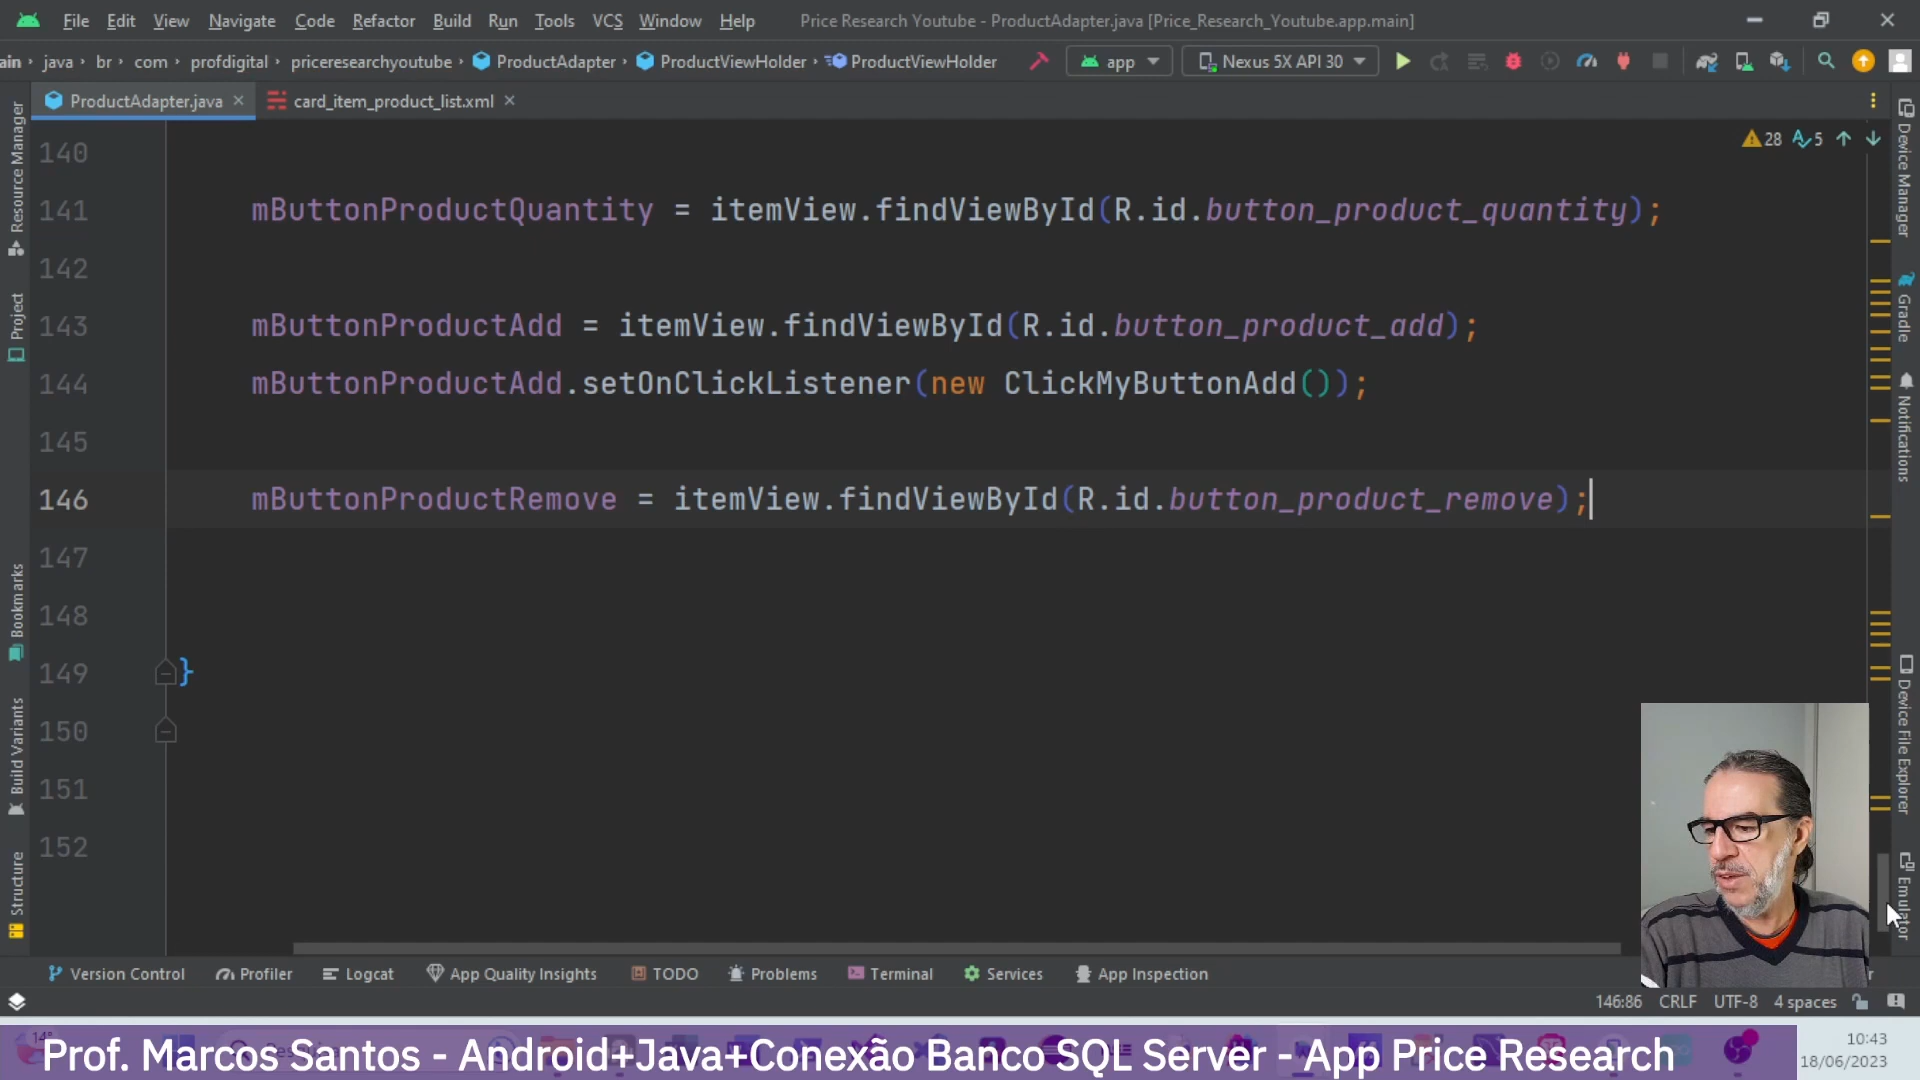 File Edit View Navigate Code Refactor Build Run Tools VCS Window Help Price Research Youtube - ProductAdapter.java [Price_Research_Youtube.app.main]
ain java br com profdigital priceresearchyoutube ProductAdapter ProductViewHolder ProductViewHolder app Nexus 5X API 30
ProductAdapter.java card_item_product_list.xml
28 5
140
141 mButtonProductQuantity = itemView.findViewById(R.id.button_product_quantity);
142
143 mButtonProductAdd = itemView.findViewById(R.id.button_product_add);
144 mButtonProductAdd.setOnClickListener(new ClickMyButtonAdd());
145
146 mButtonProductRemove = itemView.findViewById(R.id.button_product_remove);
147
148
149 }
150
151
152
Resource Manager
Project
Bookmarks
Build Variants
Structure
Device Manager
Gradle
Notifications
Device File Explorer
Emulator
Version Control Profiler Logcat App Quality Insights TODO Problems Terminal Services App Inspection
146:86 CRLF UTF-8 4 spaces
14°
Prof. Marcos Santos - Android+Java+Conexão Banco SQL Server - App Price Research
10:43
18/06/2023